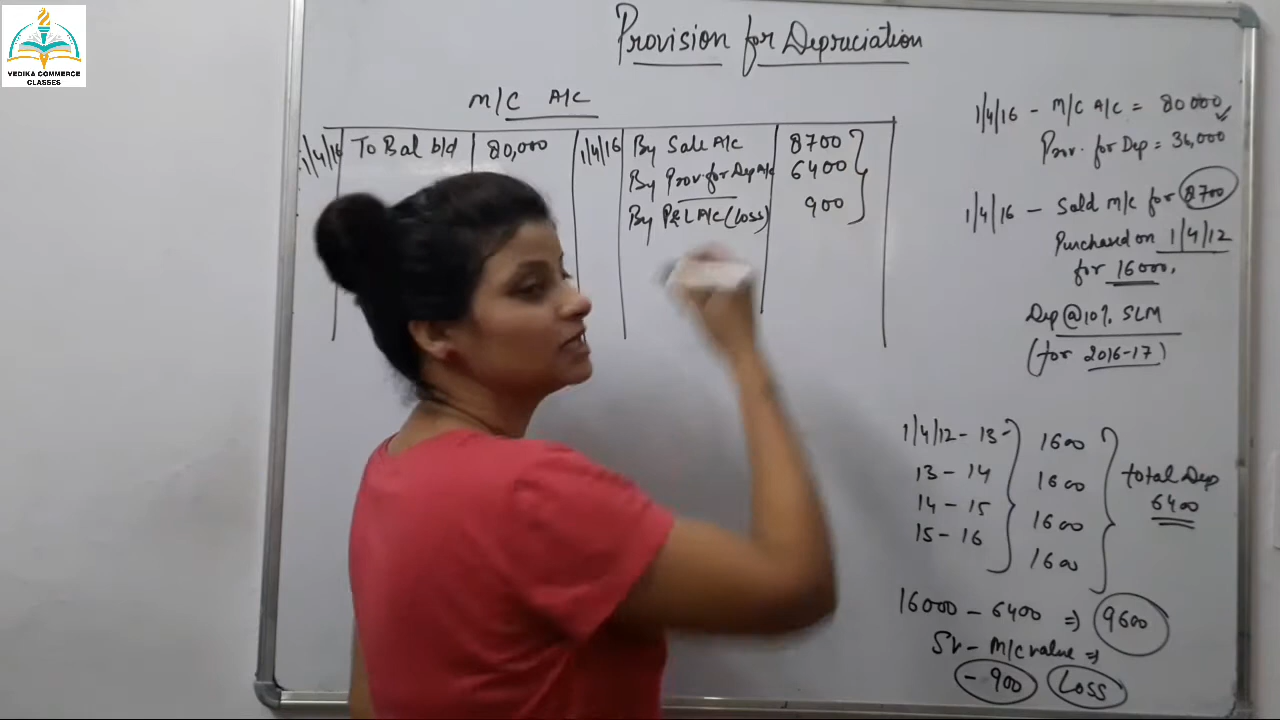 VEDIKA COMMERCE
CLASSES
Provision for Depreciation
M/C A/C
1/4/16 To Bal b/d 80,000 1/4/16 By Sale A/c 8700
By Prov. for Dep A/c 6400
By P&L A/c (Loss) 900
1/4/16 - M/C A/C = 80000
Prov. for Dep = 36,000
1/4/16 - Sold m/c for 8700
Purchased on 1/4/12
for 16000.
Dep @ 10% SLM
(for 2016-17)
1/4/12 - 13 - 1600
13 - 14 1600
14 - 15 1600
15 - 16 1600
total Dep
6400
16000 - 6400 => 9600
SV - M/C value =>
- 900 Loss